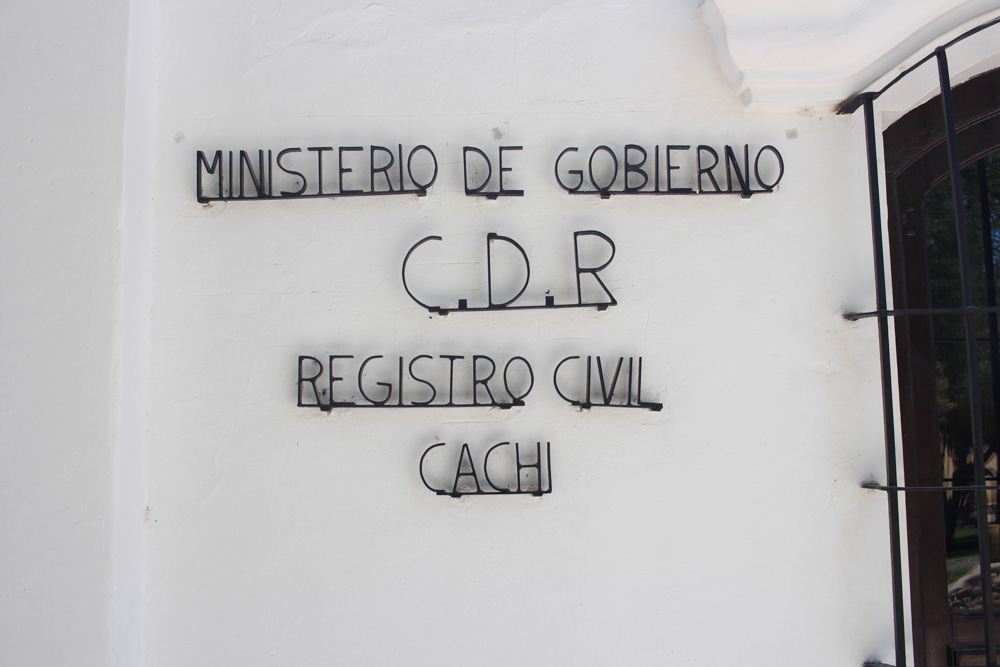 MINISTERIO DE GOBIERNO
C.D.R
REGISTRO CIVIL
CACHI